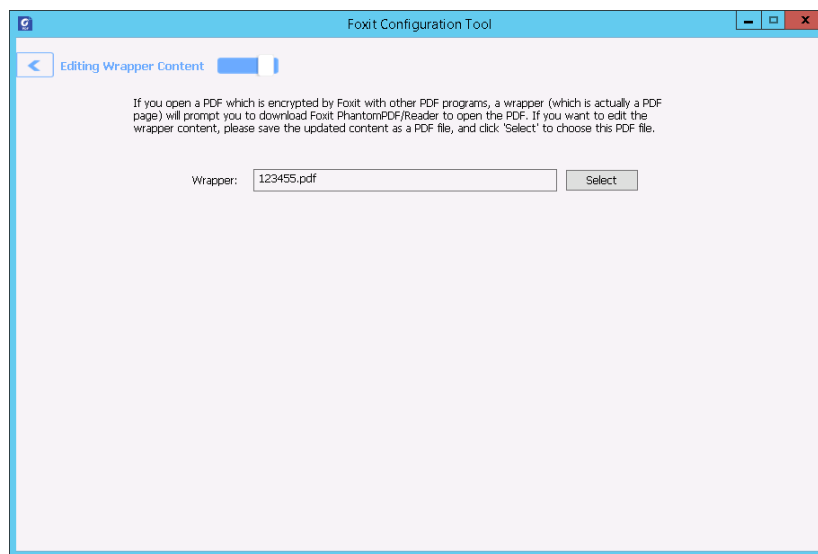 Foxit Configuration Tool
Editing Wrapper Content
If you open a PDF which is encrypted by Foxit with other PDF programs, a wrapper (which is actually a PDF
page) will prompt you to download Foxit PhantomPDF/Reader to open the PDF. If you want to edit the
wrapper content, please save the updated content as a PDF file, and click 'Select' to choose this PDF file.
Wrapper: 123455.pdf Select